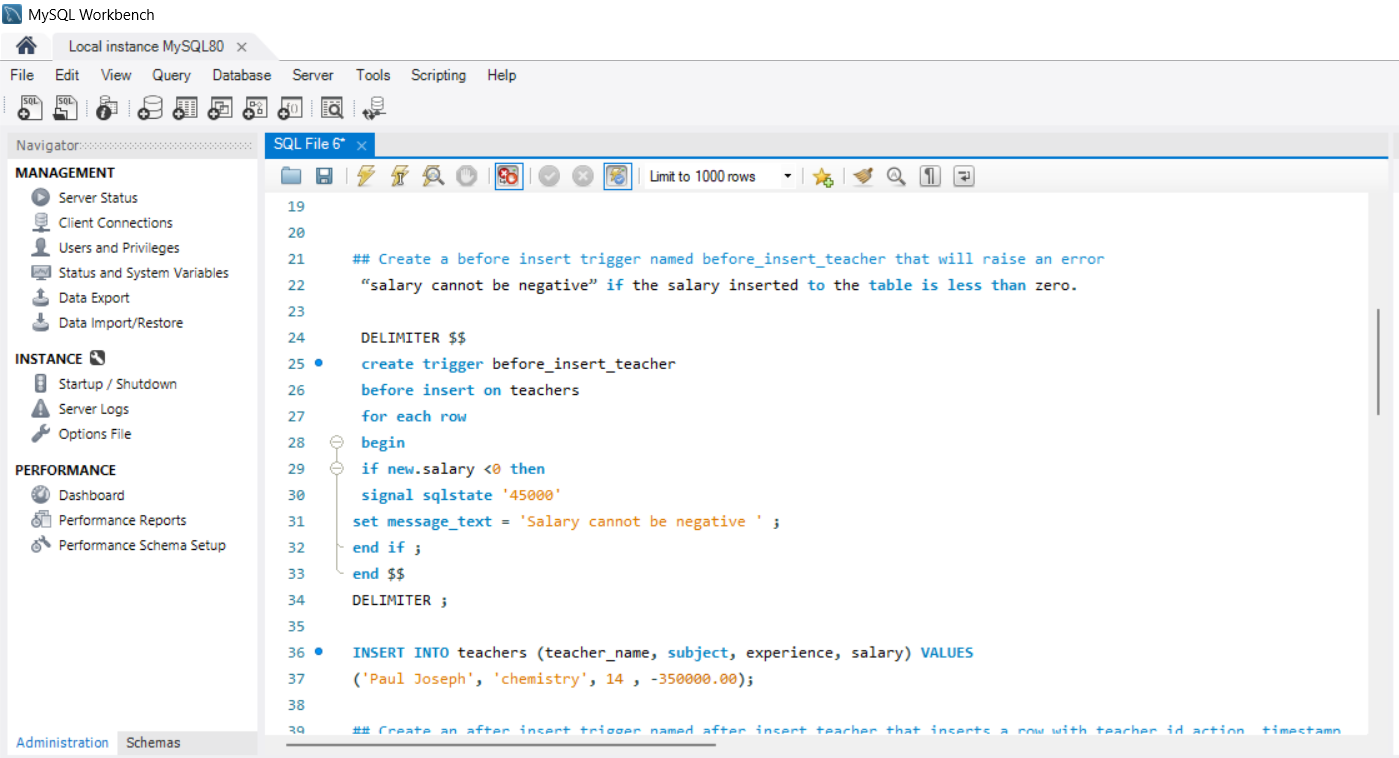 MySQL Workbench
Local instance MySQL80
File Edit View Query Database Server Tools Scripting Help
Navigator
SQL File 6*
MANAGEMENT
Server Status
Client Connections
Users and Privileges
Status and System Variables
Data Export
Data Import/Restore
INSTANCE
Startup / Shutdown
Server Logs
Options File
PERFORMANCE
Dashboard
Performance Reports
Performance Schema Setup
Administration Schemas
Limit to 1000 rows
19
20
21 ## Create a before insert trigger named before_insert_teacher that will raise an error
22 “salary cannot be negative” if the salary inserted to the table is less than zero.
23
24 DELIMITER $$
25 create trigger before_insert_teacher
26 before insert on teachers
27 for each row
28 begin
29 if new.salary <0 then
30 signal sqlstate '45000'
31 set message_text = 'Salary cannot be negative ' ;
32 end if ;
33 end $$
34 DELIMITER ;
35
36 INSERT INTO teachers (teacher_name, subject, experience, salary) VALUES
37 ('Paul Joseph', 'chemistry', 14 , -350000.00);
38
39 ## Create an after insert trigger named after_insert_teacher that inserts a row with teacher_id,action, timestamp